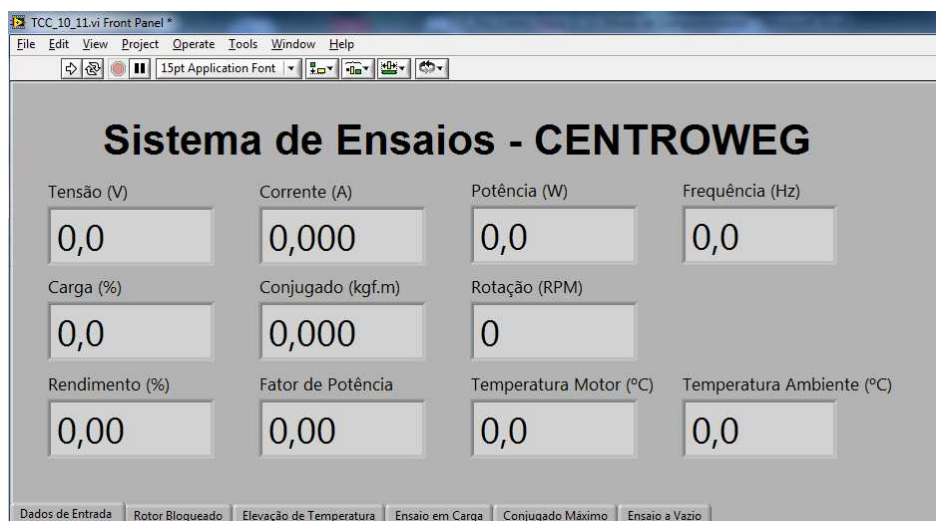 TCC_10_11.vi Front Panel *
File Edit View Project Operate Tools Window Help
15pt Application Font
Sistema de Ensaios - CENTROWEG
Tensão (V) Corrente (A) Potência (W) Frequência (Hz)
0,0 0,000 0,0 0,0
Carga (%) Conjugado (kgf.m) Rotação (RPM)
0,0 0,000 0
Rendimento (%) Fator de Potência Temperatura Motor (ºC) Temperatura Ambiente (ºC)
0,00 0,00 0,0 0,0
Dados de Entrada Rotor Bloqueado Elevação de Temperatura Ensaio em Carga Conjugado Máximo Ensaio a Vazio